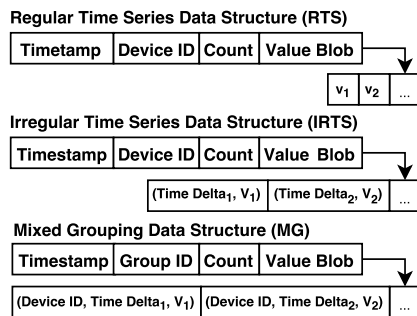 Regular Time Series Data Structure (RTS)
Timetamp Device ID Count Value Blob
v1 v2 ...
Irregular Time Series Data Structure (IRTS)
Timestamp Device ID Count Value Blob
(Time Delta1, V1) (Time Delta2, V2) ...
Mixed Grouping Data Structure (MG)
Timestamp Group ID Count Value Blob
(Device ID, Time Delta1, V1) (Device ID, Time Delta2, V2) ...